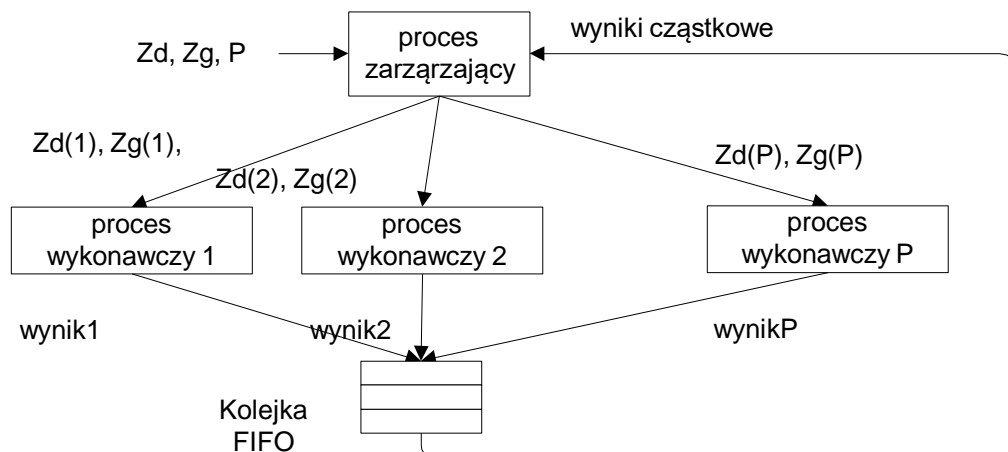 wyniki cząstkowe
Zd, Zg, P
proces
zarząrzający
Zd(1), Zg(1),
Zd(2), Zg(2)
Zd(P), Zg(P)
proces
wykonawczy 1
proces
wykonawczy 2
proces
wykonawczy P
wynik1
wynik2
wynikP
Kolejka
FIFO